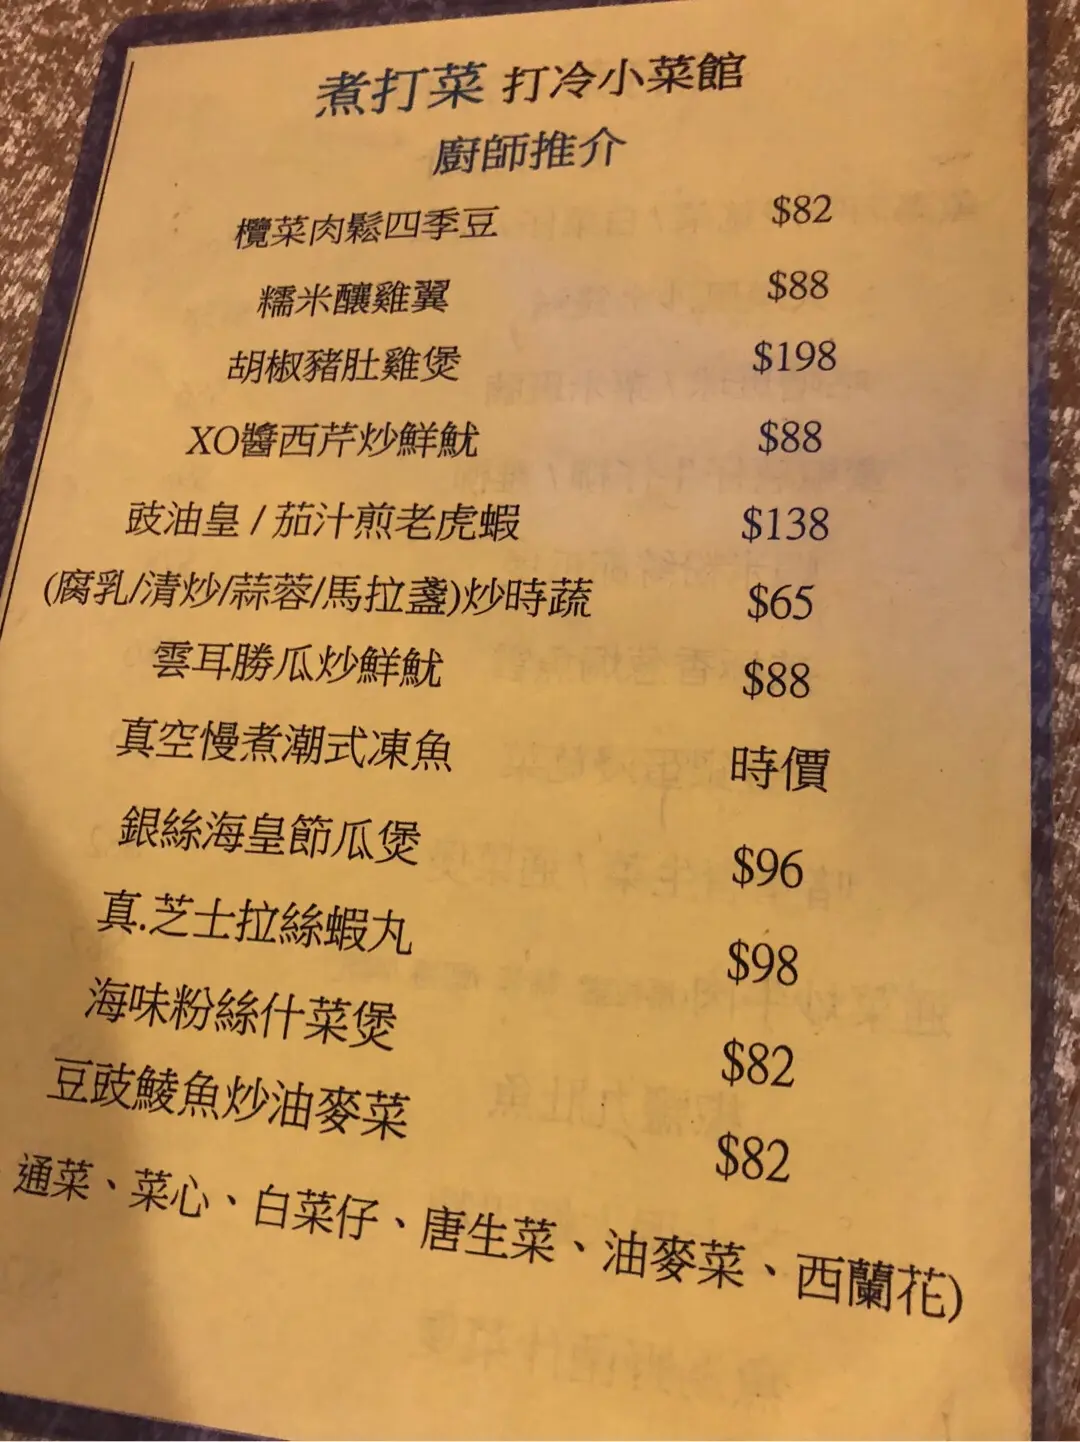 煮打菜 打冷小菜館
廚師推介
欖菜肉鬆四季豆 $82
糯米釀雞翼 $88
胡椒豬肚雞煲 $198
XO醬西芹炒鮮魷 $88
豉油皇 / 茄汁煎老虎蝦 $138
(腐乳/清炒/蒜蓉/馬拉盞)炒時蔬 $65
雲耳勝瓜炒鮮魷 $88
真空慢煮潮式凍魚 時價
銀絲海皇節瓜煲 $96
真.芝士拉絲蝦丸 $98
海味粉絲什菜煲 $82
豆豉鯪魚炒油麥菜 $82
通菜、菜心、白菜仔、唐生菜、油麥菜、西蘭花)